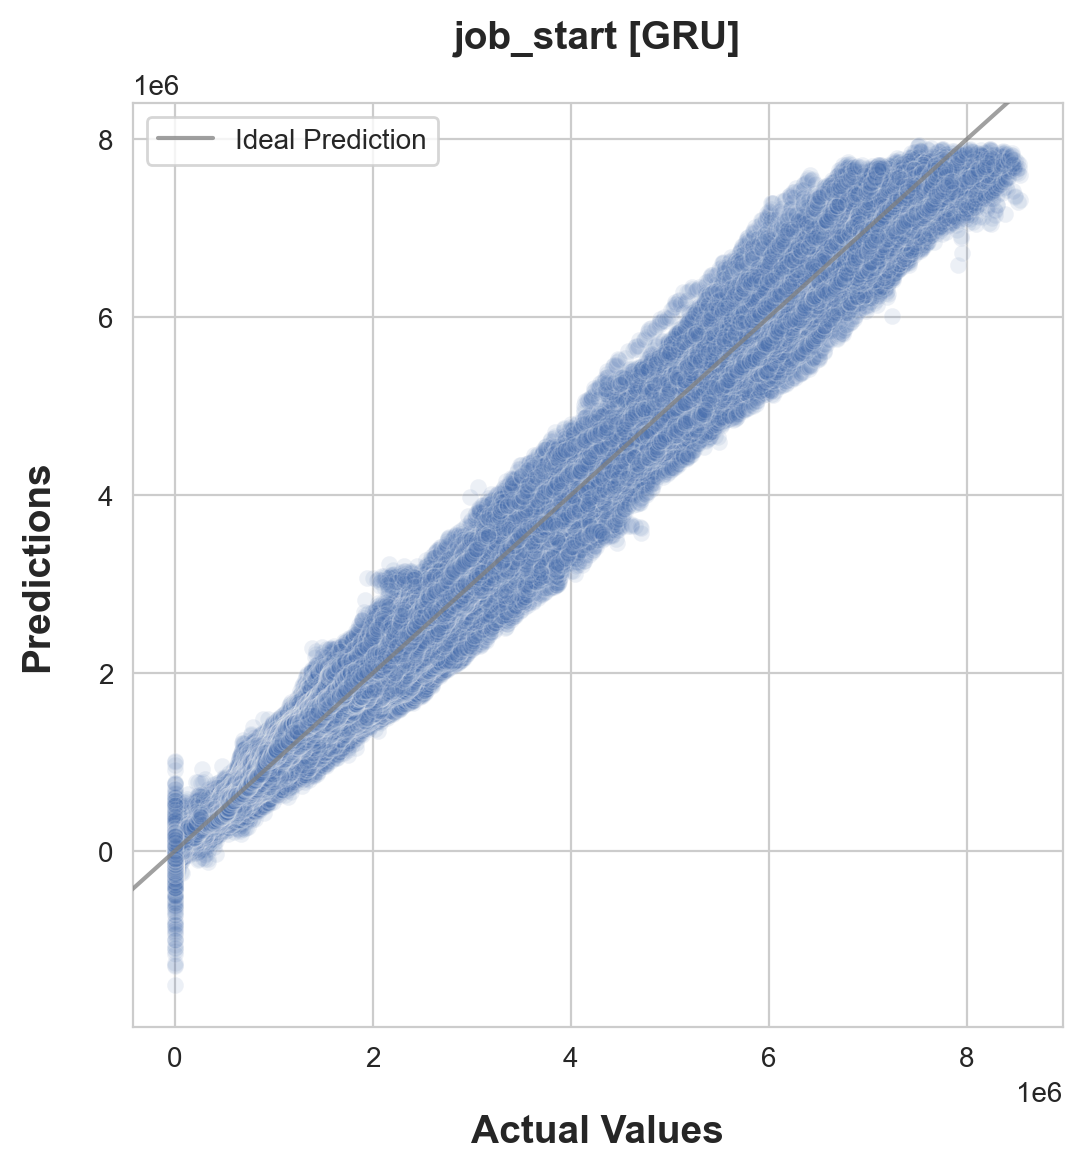 job_start [GRU]
1e6
Ideal Prediction
8
6
4
2
0
Predictions
0 2 4 6 8
1e6
Actual Values